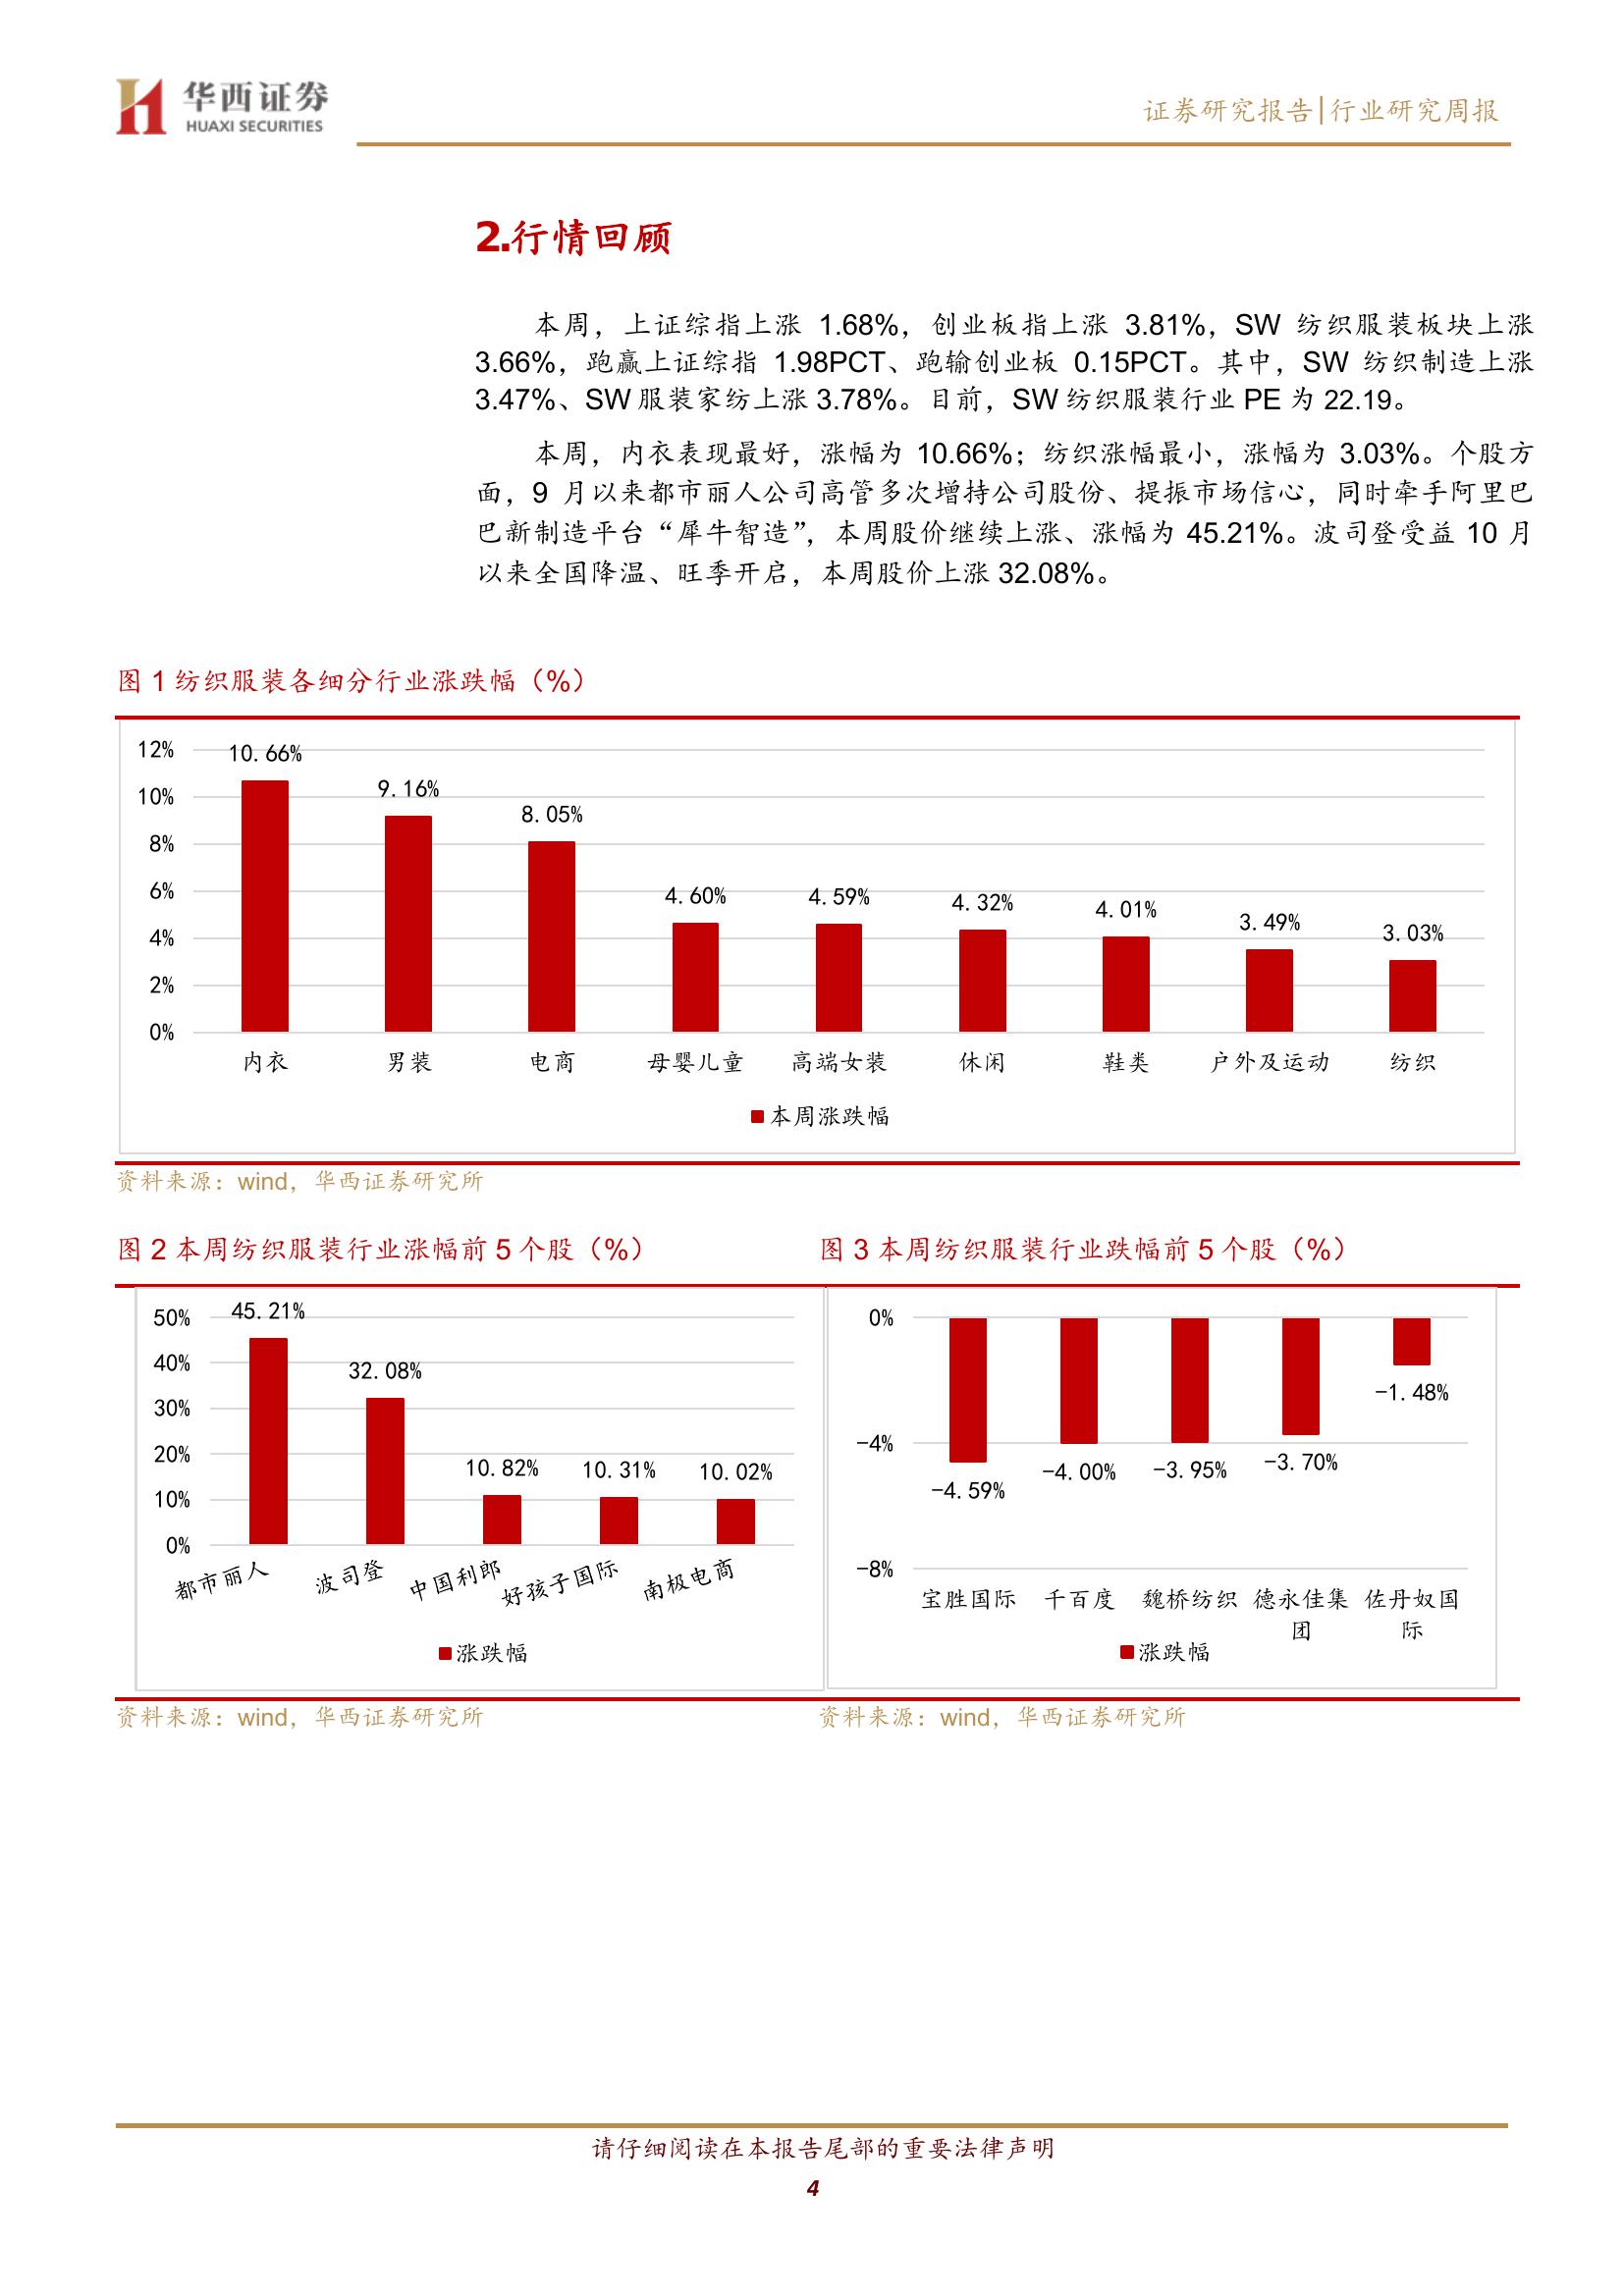 华西证券
HUAXI SECURITIES
证券研究报告|行业研究周报
2.行情回顾
本周，上证综指上涨 1.68%，创业板指上涨 3.81%，SW 纺织服装板块上涨
3.66%，跑赢上证综指 1.98PCT、跑输创业板 0.15PCT。其中，SW 纺织制造上涨
3.47%、SW 服装家纺上涨 3.78%。目前，SW 纺织服装行业 PE 为 22.19。
本周，内衣表现最好，涨幅为 10.66%；纺织涨幅最小，涨幅为 3.03%。个股方
面，9 月以来都市丽人公司高管多次增持公司股份、提振市场信心，同时牵手阿里巴
巴新制造平台“犀牛智造”，本周股价继续上涨、涨幅为 45.21%。波司登受益 10 月
以来全国降温、旺季开启，本周股价上涨 32.08%。
图 1 纺织服装各细分行业涨跌幅（%）
12%
10%
8%
6%
4%
2%
0%
10.66%
9.16%
8.05%
4.60%
4.59%
4.32%
4.01%
3.49%
3.03%
内衣
男装
电商
母婴儿童
高端女装
休闲
鞋类
户外及运动
纺织
本周涨跌幅
资料来源：wind，华西证券研究所
图 2 本周纺织服装行业涨幅前 5 个股（%）
50%
40%
30%
20%
10%
0%
45.21%
32.08%
10.82%
10.31%
10.02%
都市丽人
波司登
中国利郎
好孩子国际
南极电商
涨跌幅
资料来源：wind，华西证券研究所
图 3 本周纺织服装行业跌幅前 5 个股（%）
0%
-4%
-8%
-4.59%
-4.00%
-3.95%
-3.70%
-1.48%
宝胜国际
千百度
魏桥纺织
德永佳集
团
佐丹奴国
际
涨跌幅
资料来源：wind，华西证券研究所
请仔细阅读在本报告尾部的重要法律声明
4